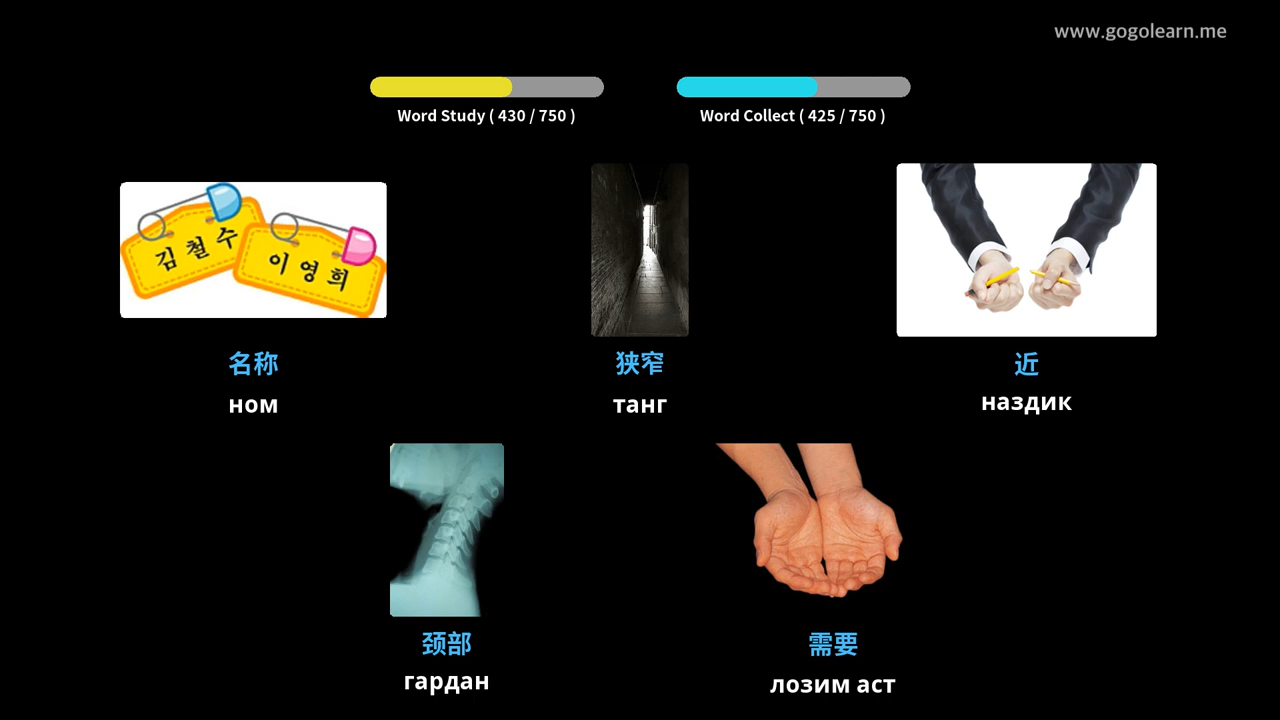 www.gogolearn.me
Word Study ( 430 / 750 )
Word Collect ( 425 / 750 )
김철수
이영희
名称
ном
狭窄
танг
近
наздик
颈部
гардан
需要
лозим аст